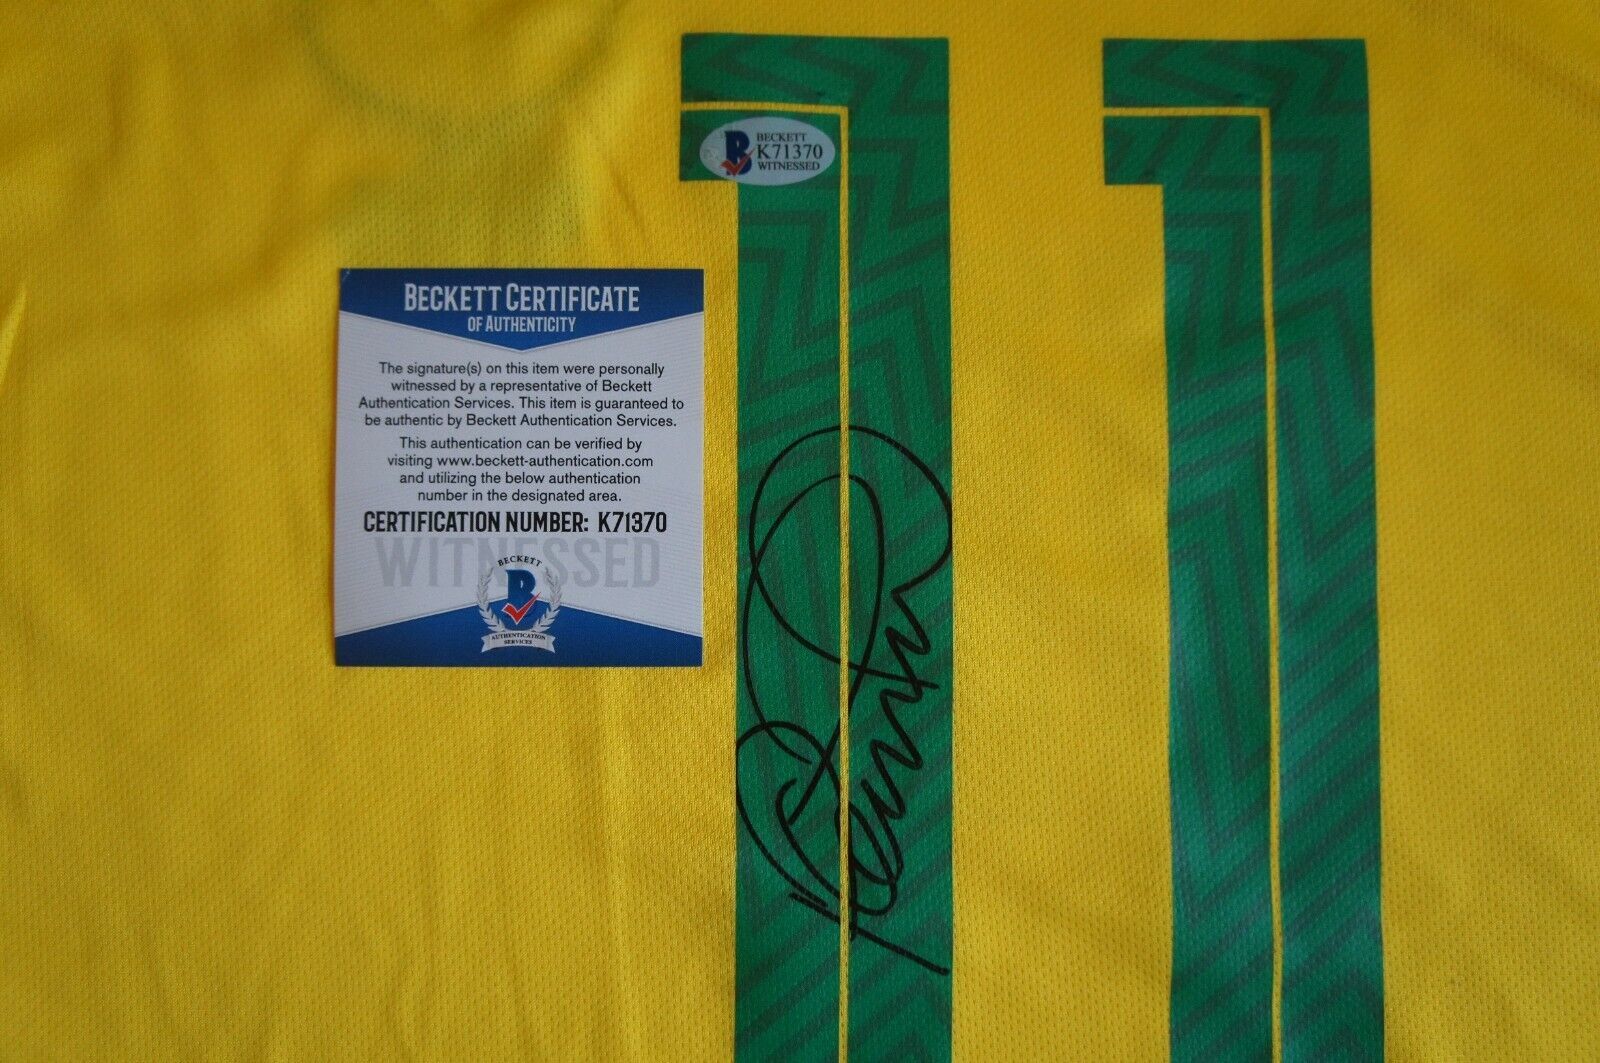 11
BECKETT
K71370
WITNESSED
BECKETT CERTIFICATE
OF AUTHENTICITY
The signature(s) on this item were personally
witnessed by a representative of Beckett
Authentication Services. This item is guaranteed to
be authentic by Beckett Authentication Services.
This authentication can be verified by
visiting www.beckett-authentication.com
and utilizing the below authentication
number in the designated area.
CERTIFICATION NUMBER: K71370
WITNESSED
BECKETT
B
AUTHENTICATION
SERVICES